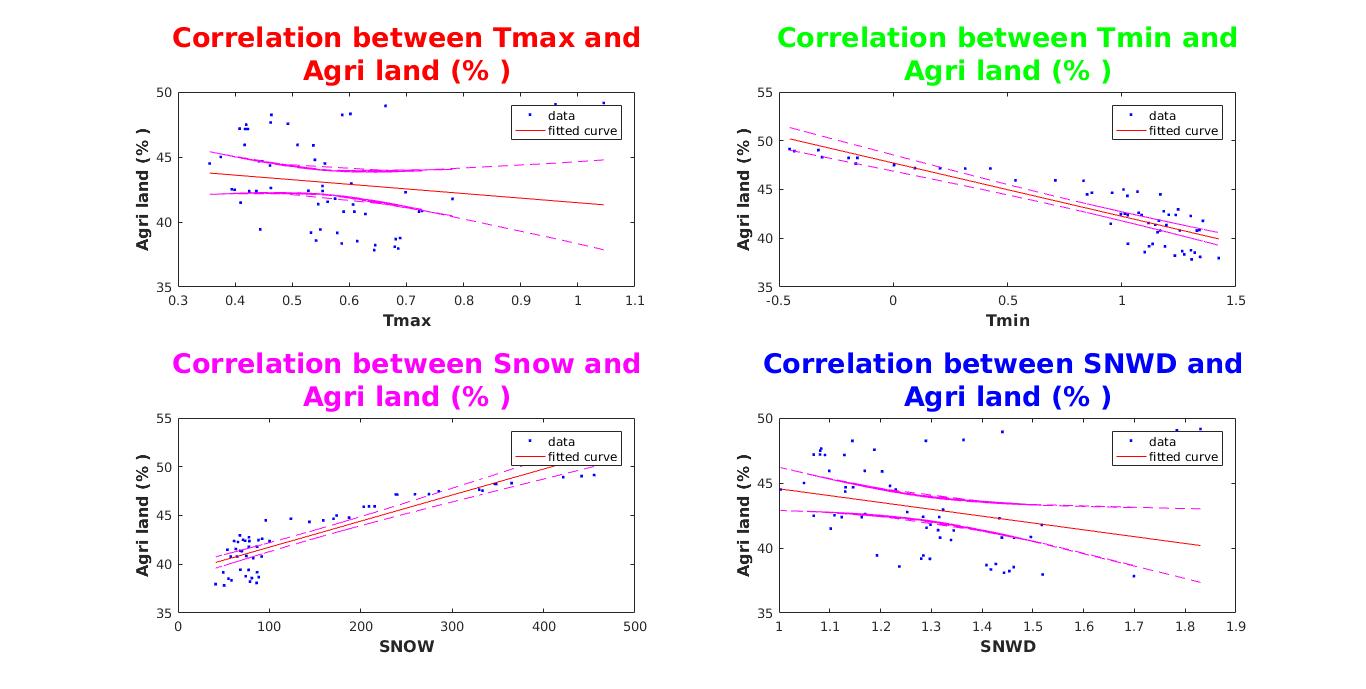 Correlation between Tmax and
Agri land (% )
50
45
40
35
Agri land (% )
data
fitted curve
0.3 0.4 0.5 0.6 0.7 0.8 0.9 1 1.1
Tmax
Correlation between Tmin and
Agri land (% )
55
50
45
40
35
Agri land (% )
data
fitted curve
-0.5 0 0.5 1 1.5
Tmin
Correlation between Snow and
Agri land (% )
55
50
45
40
35
Agri land (% )
data
fitted curve
0 100 200 300 400 500
SNOW
Correlation between SNWD and
Agri land (% )
50
45
40
35
Agri land (% )
data
fitted curve
1 1.1 1.2 1.3 1.4 1.5 1.6 1.7 1.8 1.9
SNWD